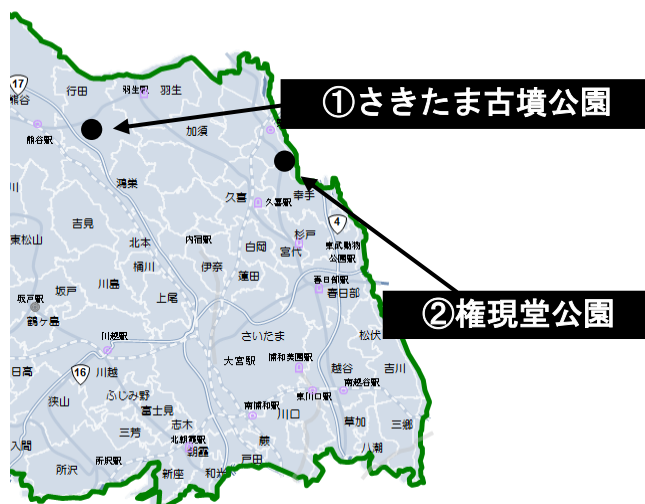 17
行田
羽生駅
羽生
熊谷
熊谷駅
①さきたま古墳公園
加須
鴻巣
久喜
久喜駅
幸手
川
吉見
4
杉戸
東松山
北本
内宿駅
白岡
宮代
東武動物
公園駅
桶川
伊奈
蓮田
春日部駅
春日部
坂戸駅
坂戸
川島
上尾
鶴ヶ島
②権現堂公園
川越駅
さいたま
松伏
大宮駅
浦和美園駅
越谷
吉川
日高
16
川越
東川口駅
南越谷駅
狭山
ふじみ野
富士見
南浦和駅
川口
草加
三郷
三芳
志木
北朝霞駅
朝霞
蕨
八潮
入間
所沢駅
戸田
所沢
新座
和光